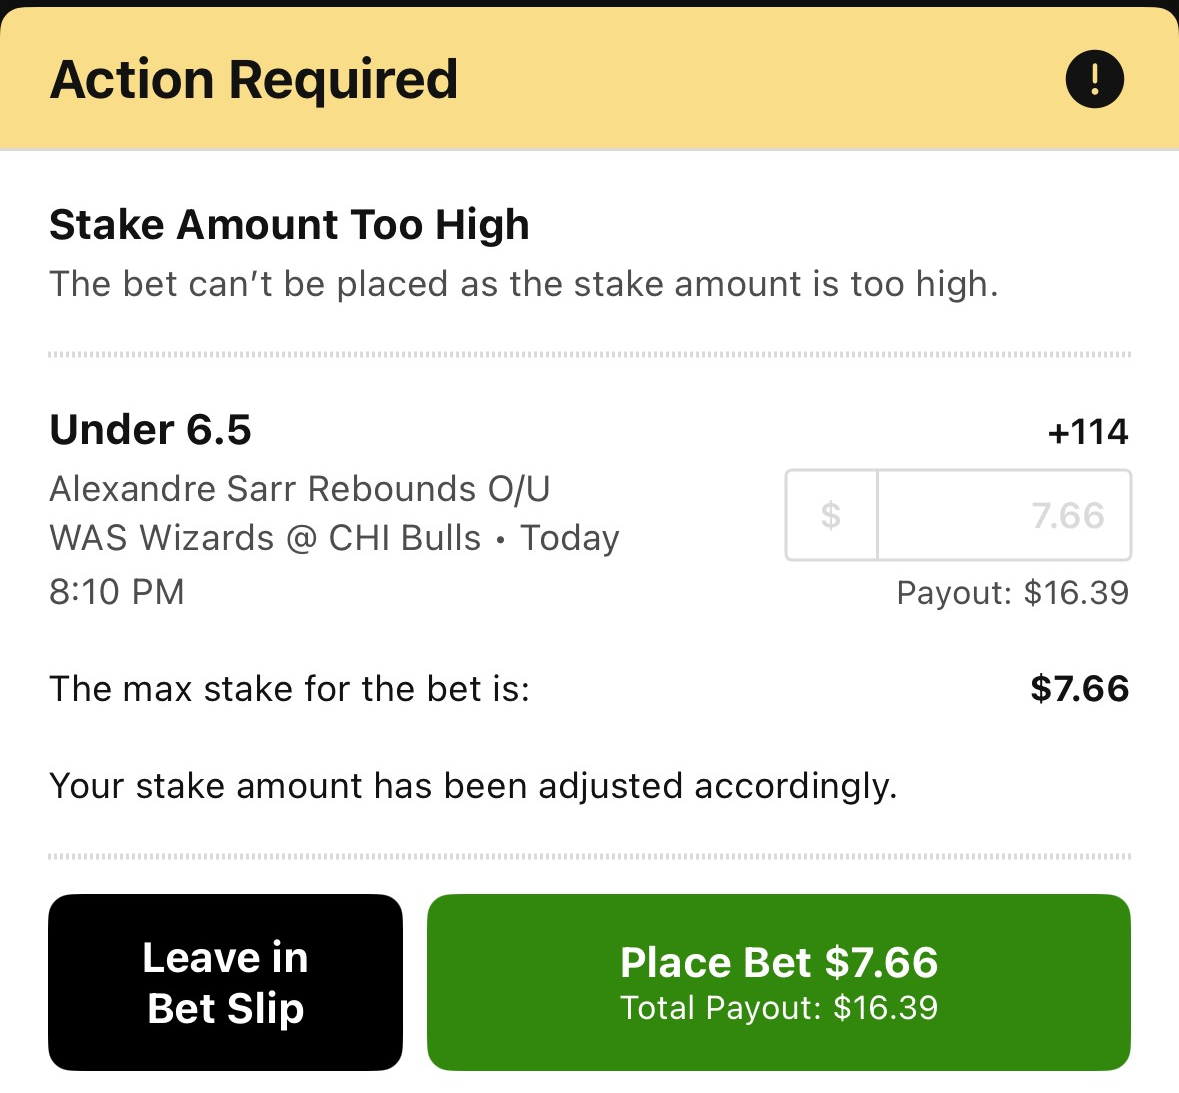 Action Required
!
Stake Amount Too High
The bet can’t be placed as the stake amount is too high.
Under 6.5
+114
Alexandre Sarr Rebounds O/U
WAS Wizards @ CHI Bulls • Today
8:10 PM
$ 7.66
Payout: $16.39
The max stake for the bet is: $7.66
Your stake amount has been adjusted accordingly.
Leave in
Bet Slip
Place Bet $7.66
Total Payout: $16.39